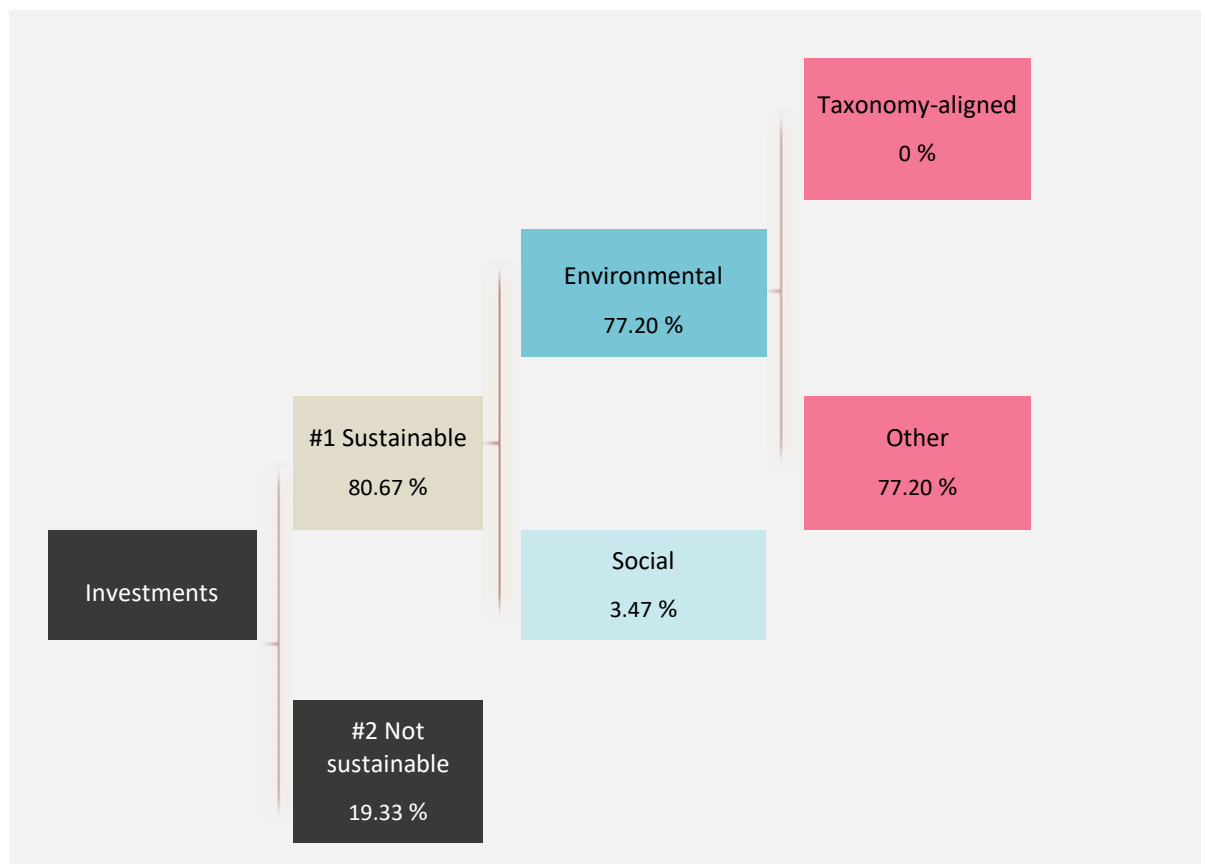 Taxonomy-aligned
0 %
Environmental
77.20 %
#1 Sustainable
80.67 %
Other
77.20 %
Investments
Social
3.47 %
#2 Not
sustainable
19.33 %